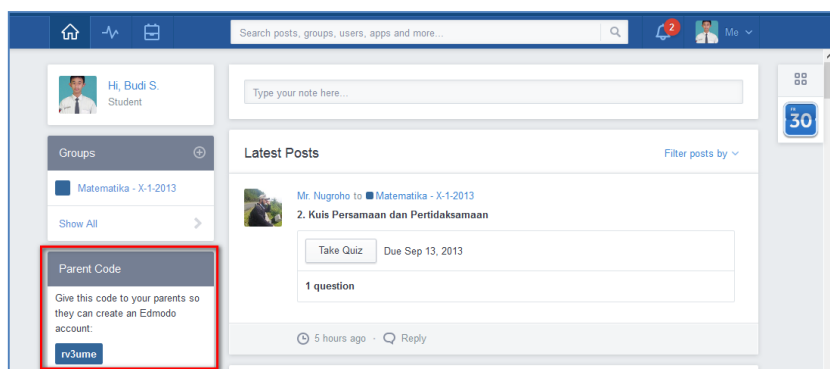 Search posts, groups, users, apps and more...
2
Me
Hi, Budi S.
Student
Type your note here...
30
Groups
Matematika - X-1-2013
Show All
Latest Posts
Filter posts by
Mr. Nugroho to Matematika - X-1-2013
2. Kuis Persamaan dan Pertidaksamaan
Take Quiz Due Sep 13, 2013
1 question
5 hours ago · Reply
Parent Code
Give this code to your parents so
they can create an Edmodo
account:
rv3ume